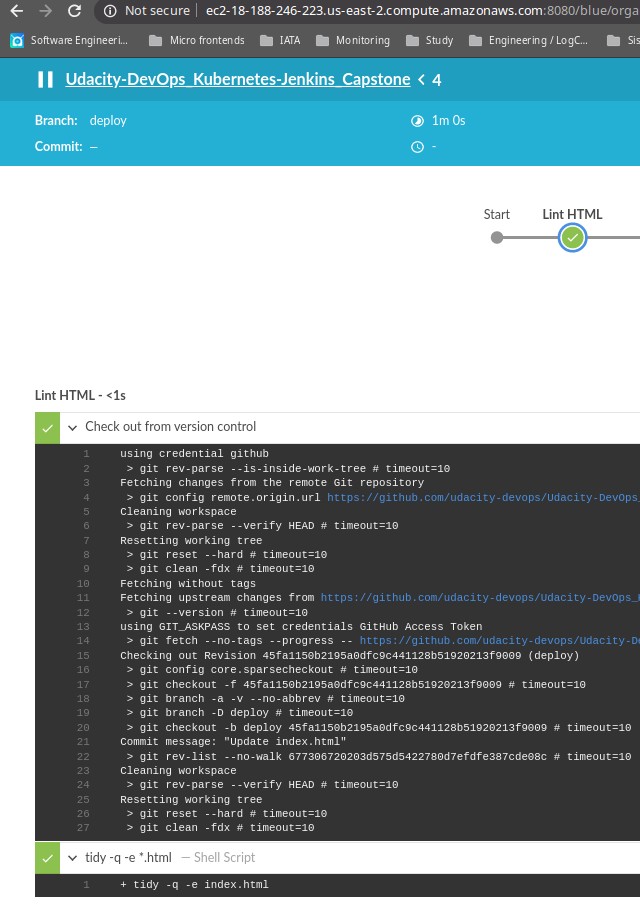 Not secure | ec2-18-188-246-223.us-east-2.compute.amazonaws.com:8080/blue/orga
Software Engineeri... Micro frontends IATA Monitoring Study Engineering / LogC... Sis
Udacity-DevOps_Kubernetes-Jenkins_Capstone < 4
Branch: deploy 1m 0s
Commit: — -
Start Lint HTML
Lint HTML - <1s
Check out from version control
1 using credential github
2 > git rev-parse --is-inside-work-tree # timeout=10
3 Fetching changes from the remote Git repository
4 > git config remote.origin.url https://github.com/udacity-devops/Udacity-DevOps_
5 Cleaning workspace
6 > git rev-parse --verify HEAD # timeout=10
7 Resetting working tree
8 > git reset --hard # timeout=10
9 > git clean -fdx # timeout=10
10 Fetching without tags
11 Fetching upstream changes from https://github.com/udacity-devops/Udacity-DevOps_
12 > git --version # timeout=10
13 using GIT_ASKPASS to set credentials GitHub Access Token
14 > git fetch --no-tags --progress -- https://github.com/udacity-devops/Udacity-De
15 Checking out Revision 45fa1150b2195a0dfc9c441128b51920213f9009 (deploy)
16 > git config core.sparsecheckout # timeout=10
17 > git checkout -f 45fa1150b2195a0dfc9c441128b51920213f9009 # timeout=10
18 > git branch -a -v --no-abbrev # timeout=10
19 > git branch -D deploy # timeout=10
20 > git checkout -b deploy 45fa1150b2195a0dfc9c441128b51920213f9009 # timeout=10
21 Commit message: "Update index.html"
22 > git rev-list --no-walk 677306720203d575d5422780d7efdfe387cde08c # timeout=10
23 Cleaning workspace
24 > git rev-parse --verify HEAD # timeout=10
25 Resetting working tree
26 > git reset --hard # timeout=10
27 > git clean -fdx # timeout=10
tidy -q -e *.html — Shell Script
1 + tidy -q -e index.html